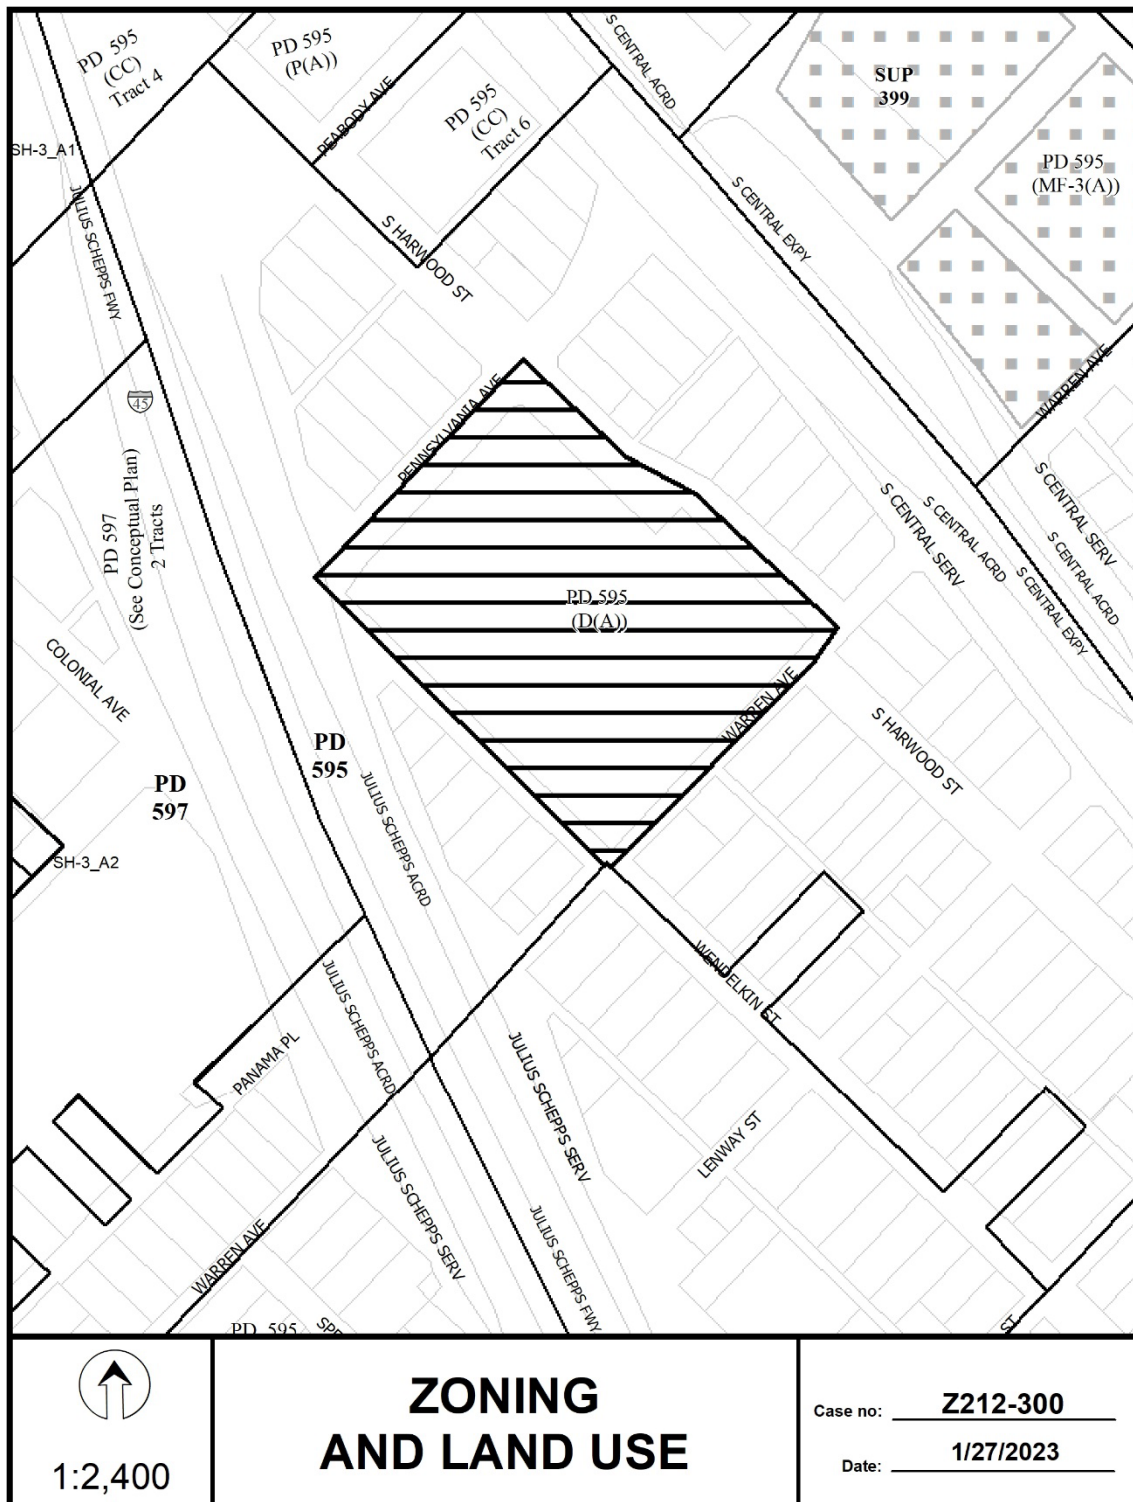 PD 595
(CC)
Tract 4
PD 595
(P(A))
PEABODY AVE
PD 595
(CC)
Tract 6
S CENTRAL ACRD
SUP
399
PD 595
(MF-3(A))
SH-3_A1
JULIUS SCHEPPS FWY
S HARWOOD ST
S CENTRAL EXPY
WARREN AVE
45
PENNSYLVANIA AVE
PD 597
(See Conceptual Plan)
2 Tracts
S CENTRAL SERV
S CENTRAL ACRD
S CENTRAL EXPY
S CENTRAL SERV
S CENTRAL ACRD
PD 595
(D(A))
COLONIAL AVE
WARREN AVE
S HARWOOD ST
PD
595
PD
597
JULIUS SCHEPPS ACRD
SH-3_A2
WENDELKIN ST
JULIUS SCHEPPS ACRD
PANAMA PL
JULIUS SCHEPPS SERV
LENWAY ST
JULIUS SCHEPPS SERV
JULIUS SCHEPPS FWY
WARREN AVE
PD 595
ST
1:2,400
ZONING
AND LAND USE
Case no: Z212-300
Date: 1/27/2023